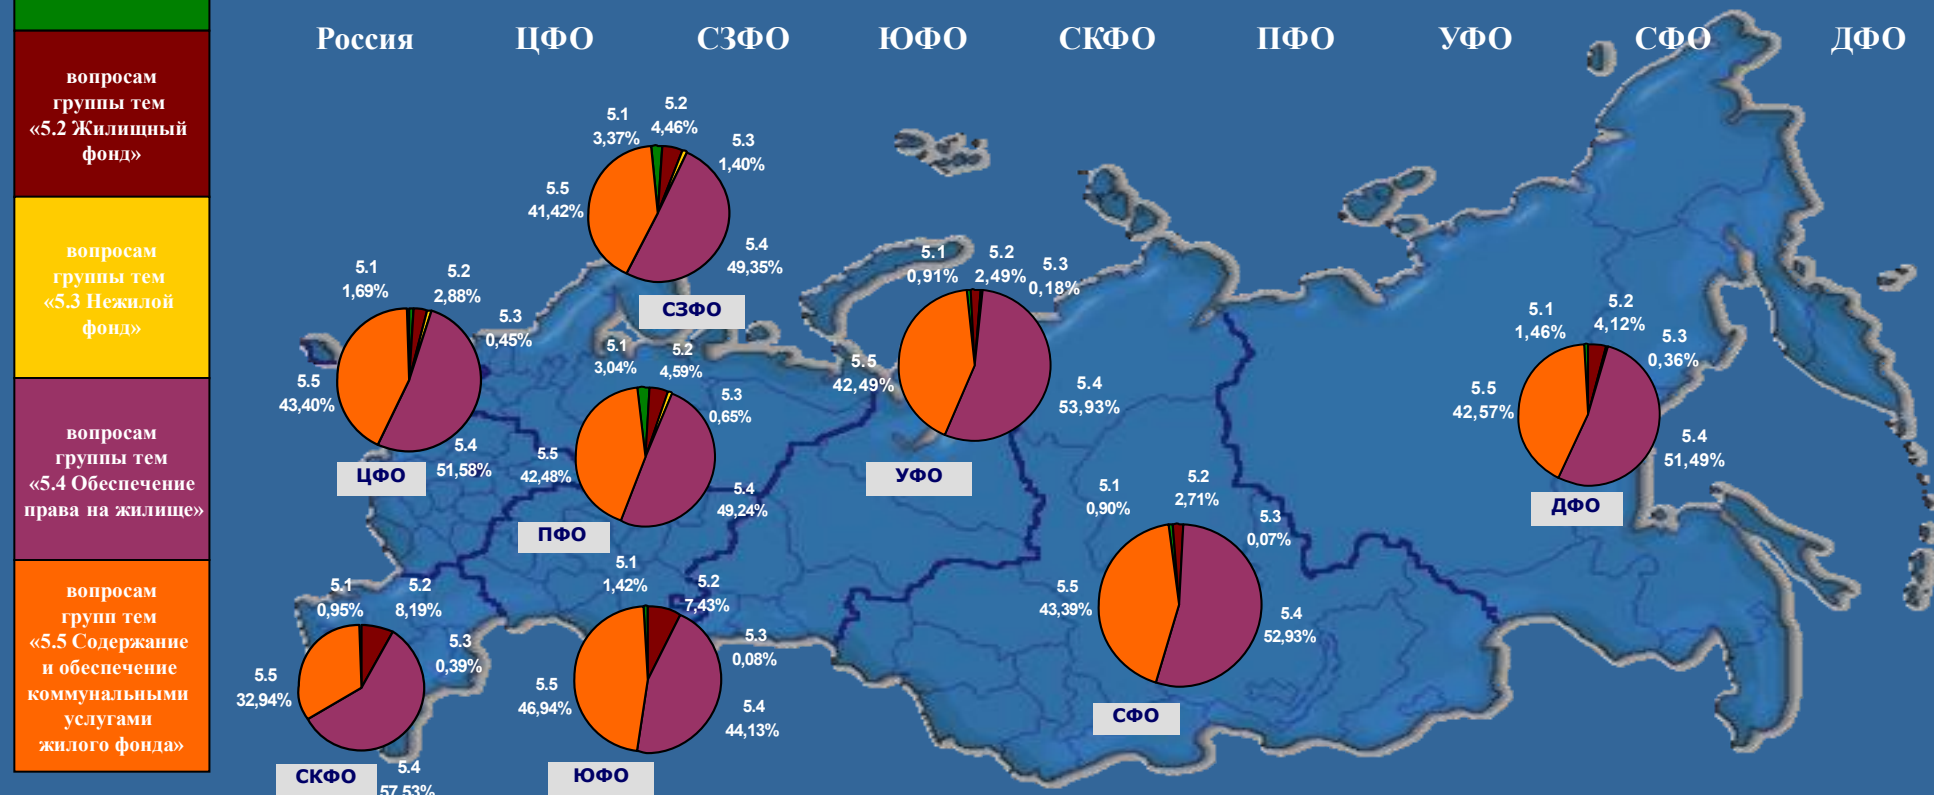 Россия ЦФО СЗФО ЮФО СКФО ПФО УФО СФО ДФО
вопросам
группы тем
«5.2 Жилищный
фонд»
вопросам
группы тем
«5.3 Нежилой
фонд»
вопросам
группы тем
«5.4 Обеспечение
права на жилище»
вопросам
групп тем
«5.5 Содержание
и обеспечение
коммунальными
услугами
жилого фонда»
5.1
3,37%
5.2
4,46%
5.3
1,40%
5.5
41,42%
5.4
49,35%
СЗФО
5.1
1,69%
5.2
2,88%
5.3
0,45%
5.5
43,40%
5.4
51,58%
ЦФО
5.1
3,04%
5.2
4,59%
5.3
0,65%
5.5
42,48%
5.4
49,24%
ПФО
5.1
0,91%
5.2
2,49%
5.3
0,18%
5.5
42,49%
5.4
53,93%
УФО
5.1
1,46%
5.2
4,12%
5.3
0,36%
5.5
42,57%
5.4
51,49%
ДФО
5.1
0,90%
5.2
2,71%
5.3
0,07%
5.5
43,39%
5.4
52,93%
СФО
5.1
0,95%
5.2
8,19%
5.3
0,39%
5.5
32,94%
5.4
57,53%
СКФО
5.1
1,42%
5.2
7,43%
5.3
0,08%
5.5
46,94%
5.4
44,13%
ЮФО